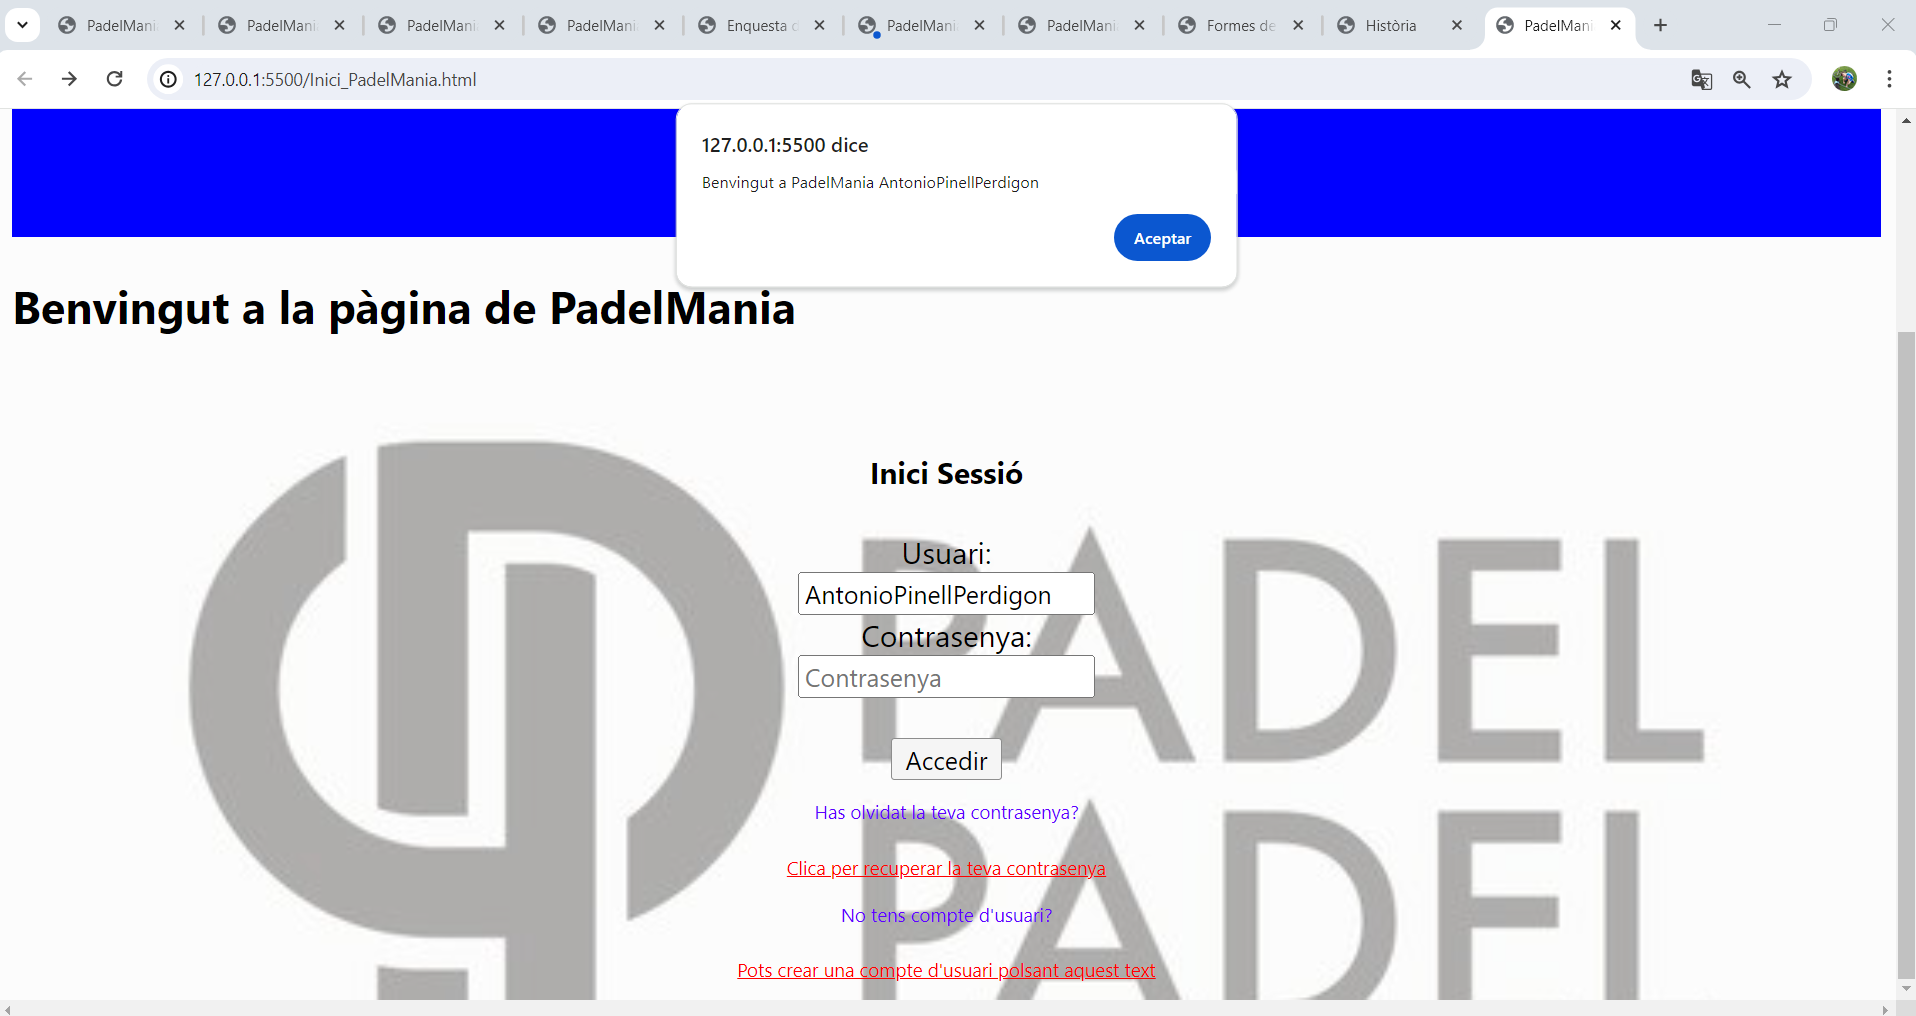 PadelMani
PadelMani
PadelMani
PadelMani
Enquesta d
PadelMani
PadelMani
Formes de
Història
PadelMani
127.0.0.1:5500/Inici_PadelMania.html
127.0.0.1:5500 dice
Benvingut a PadelMania AntonioPinellPerdigon
Aceptar
Benvingut a la pàgina de PadelMania
Inici Sessió
Usuari:
AntonioPinellPerdigon
Contrasenya:
Contrasenya
Accedir
Has olvidat la teva contrasenya?
Clica per recuperar la teva contrasenya
No tens compte d'usuari?
Pots crear una compte d'usuari polsant aquest text
PADEL
PADEL